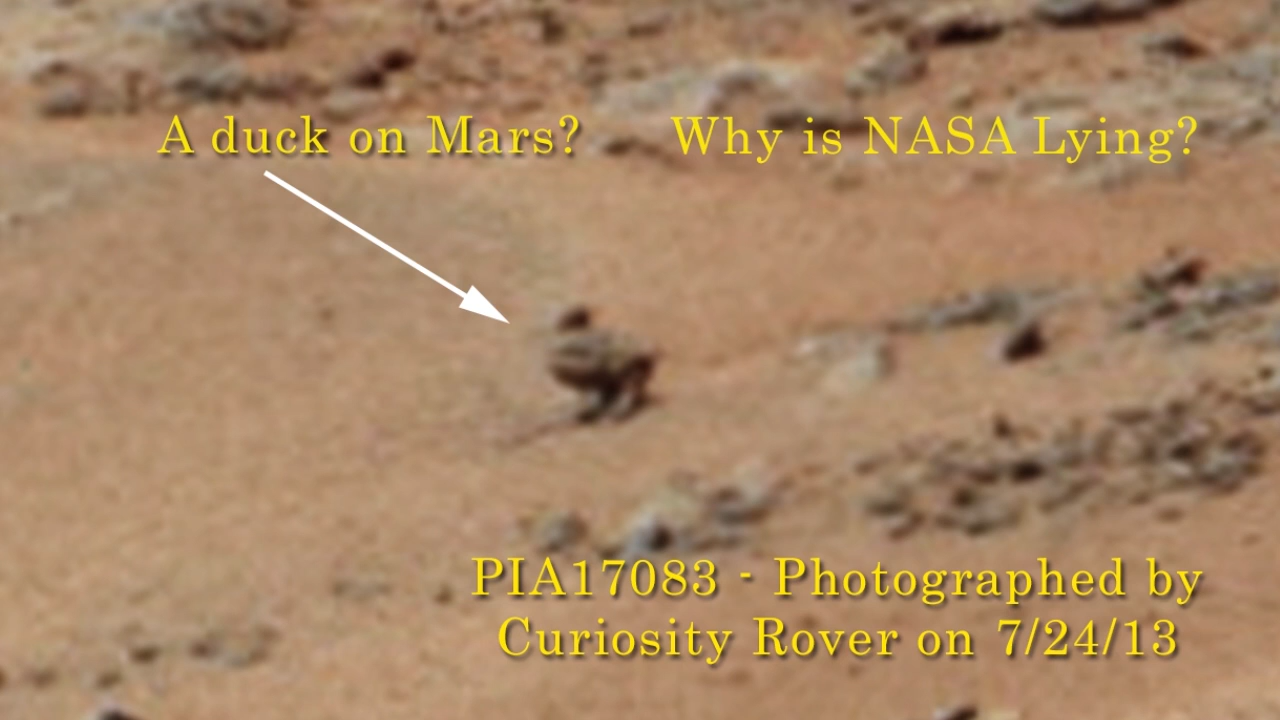 A duck on Mars? Why is NASA Lying?
PIA17083 - Photographed by
Curiosity Rover on 7/24/13